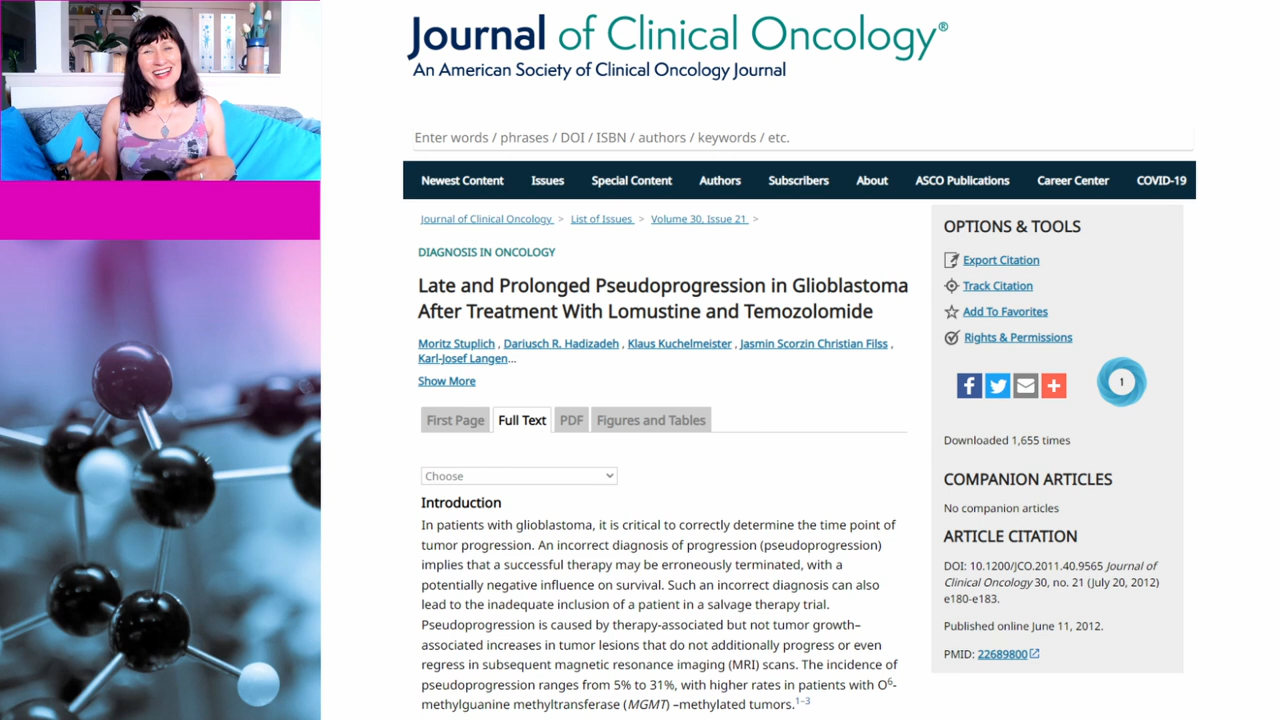 Journal of Clinical Oncology®
An American Society of Clinical Oncology Journal
Enter words / phrases / DOI / ISBN / authors / keywords / etc.
Newest Content Issues Special Content Authors Subscribers About ASCO Publications Career Center COVID-19
Journal of Clinical Oncology > List of Issues > Volume 30, Issue 21 >
DIAGNOSIS IN ONCOLOGY
Late and Prolonged Pseudoprogression in Glioblastoma
After Treatment With Lomustine and Temozolomide
Moritz Stuplich , Dariusch R. Hadizadeh , Klaus Kuchelmeister , Jasmin Scorzin Christian Filss ,
Karl-Josef Langen...
Show More
First Page Full Text PDF Figures and Tables
Choose
Introduction
In patients with glioblastoma, it is critical to correctly determine the time point of
tumor progression. An incorrect diagnosis of progression (pseudoprogression)
implies that a successful therapy may be erroneously terminated, with a
potentially negative influence on survival. Such an incorrect diagnosis can also
lead to the inadequate inclusion of a patient in a salvage therapy trial.
Pseudoprogression is caused by therapy-associated but not tumor growth–
associated increases in tumor lesions that do not additionally progress or even
regress in subsequent magnetic resonance imaging (MRI) scans. The incidence of
pseudoprogression ranges from 5% to 31%, with higher rates in patients with O6-
methylguanine methyltransferase (MGMT) –methylated tumors.1–3
OPTIONS & TOOLS
Export Citation
Track Citation
Add To Favorites
Rights & Permissions
1
Downloaded 1,655 times
COMPANION ARTICLES
No companion articles
ARTICLE CITATION
DOI: 10.1200/JCO.2011.40.9565 Journal of
Clinical Oncology 30, no. 21 (July 20, 2012)
e180-e183.
Published online June 11, 2012.
PMID: 22689800